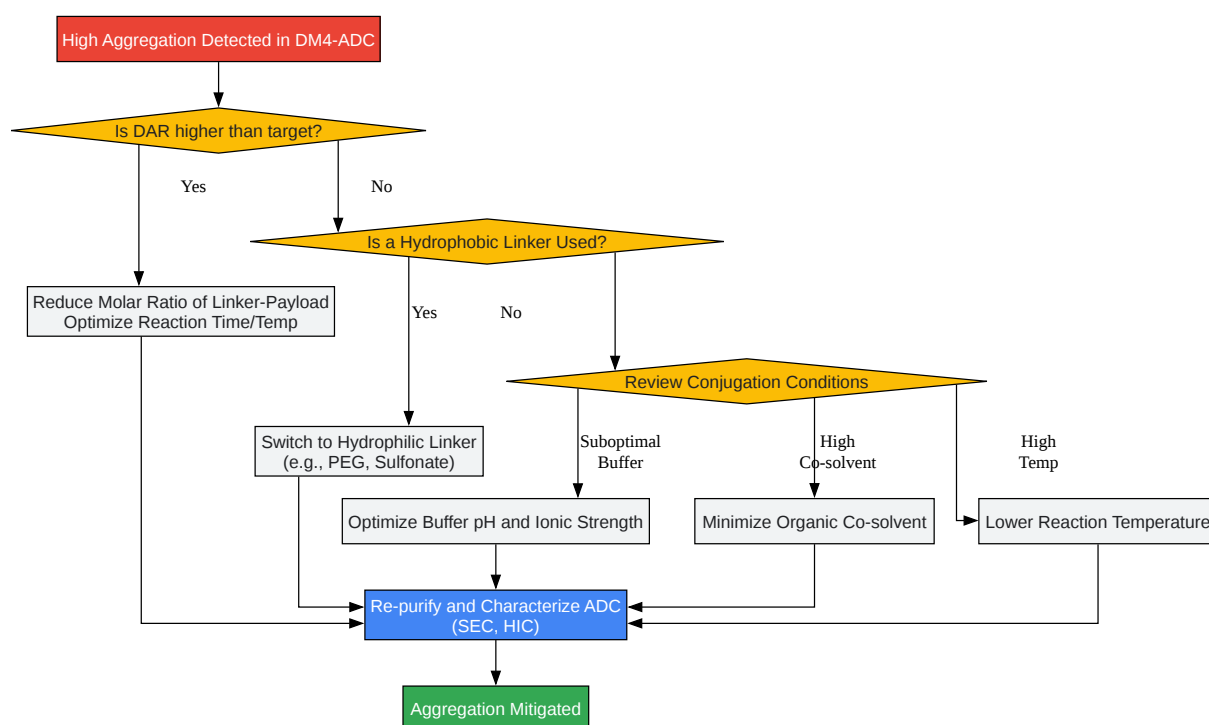 High Aggregation Detected in DM4-ADC
Is DAR higher than target?
Yes
No
Is a Hydrophobic Linker Used?
Reduce Molar Ratio of Linker-Payload
Optimize Reaction Time/Temp
Yes
No
Review Conjugation Conditions
Switch to Hydrophilic Linker
(e.g., PEG, Sulfonate)
Suboptimal
Buffer
High
Co-solvent
High
Temp
Optimize Buffer pH and Ionic Strength
Minimize Organic Co-solvent
Lower Reaction Temperature
Re-purify and Characterize ADC
(SEC, HIC)
Aggregation Mitigated